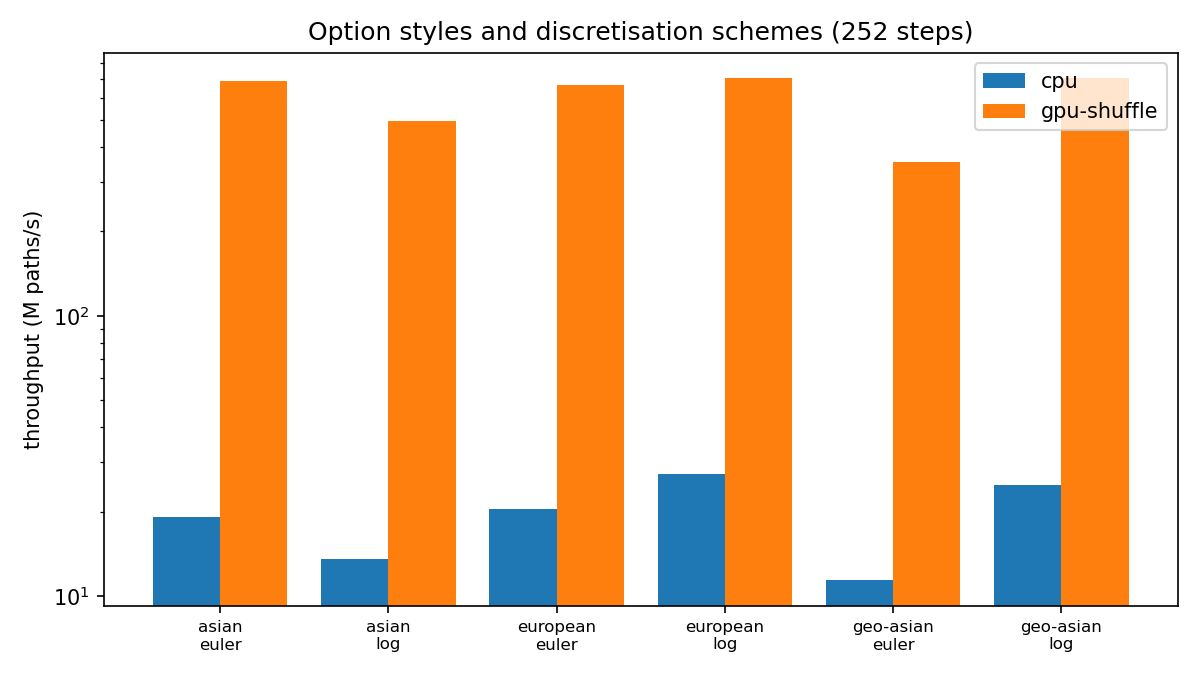 Option styles and discretisation schemes (252 steps)
cpu
gpu-shuffle
throughput (M paths/s)
10²
10¹
asian
euler
asian
log
european
euler
european
log
geo-asian
euler
geo-asian
log